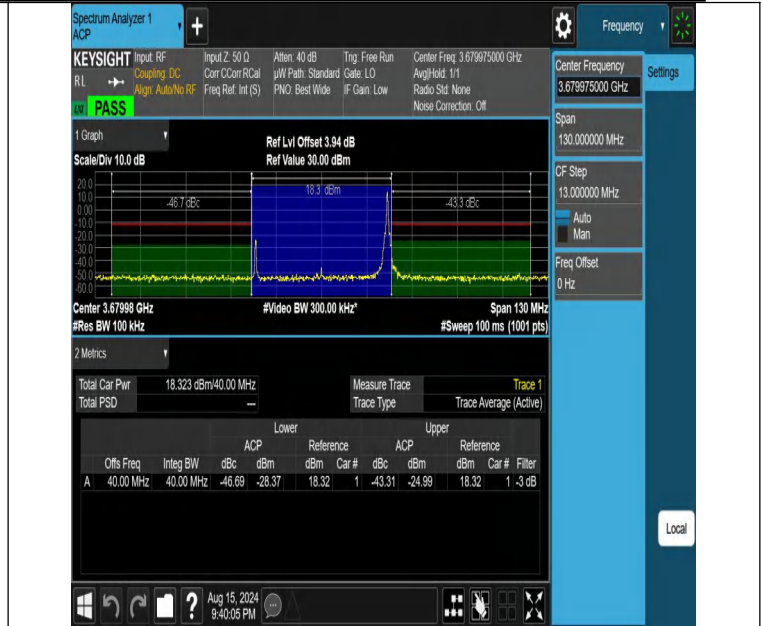 Spectrum Analyzer 1
ACP
+
Frequency
KEYSIGHT Input: RF Input Z: 50 Ω Atten: 40 dB Trig: Free Run Center Freq: 3.679975000 GHz
RL Coupling: DC Corr CCorr RCal µW Path: Standard Gate: LO Avg|Hold: 1/1
Align: Auto/No RF Freq Ref: Int (S) PNO: Best Wide IF Gain: Low Radio Std: None
LXI PASS Noise Correction: Off
Center Frequency
3.679975000 GHz
Settings
Span
130.000000 MHz
CF Step
13.000000 MHz
Auto
Man
Freq Offset
0 Hz
1 Graph
Ref Lvl Offset 3.94 dB
Scale/Div 10.0 dB Ref Value 30.00 dBm
20.0
10.0
0.00
-10.0
-20.0
-30.0
-40.0
-50.0
-60.0
-46.7 dBc 18.3 dBm -43.3 dBc
Center 3.67998 GHz #Video BW 300.00 kHz* Span 130 MHz
#Res BW 100 kHz #Sweep 100 ms (1001 pts)
2 Metrics
Total Car Pwr 18.323 dBm/40.00 MHz Measure Trace Trace 1
Total PSD --- Trace Type Trace Average (Active)
Lower Upper
ACP Reference ACP Reference
Offs Freq Integ BW dBc dBm dBm Car # dBc dBm dBm Car # Filter
A 40.00 MHz 40.00 MHz -46.69 -28.37 18.32 1 -43.31 -24.99 18.32 1 -3 dB
Local
? Aug 15, 2024
9:40:05 PM